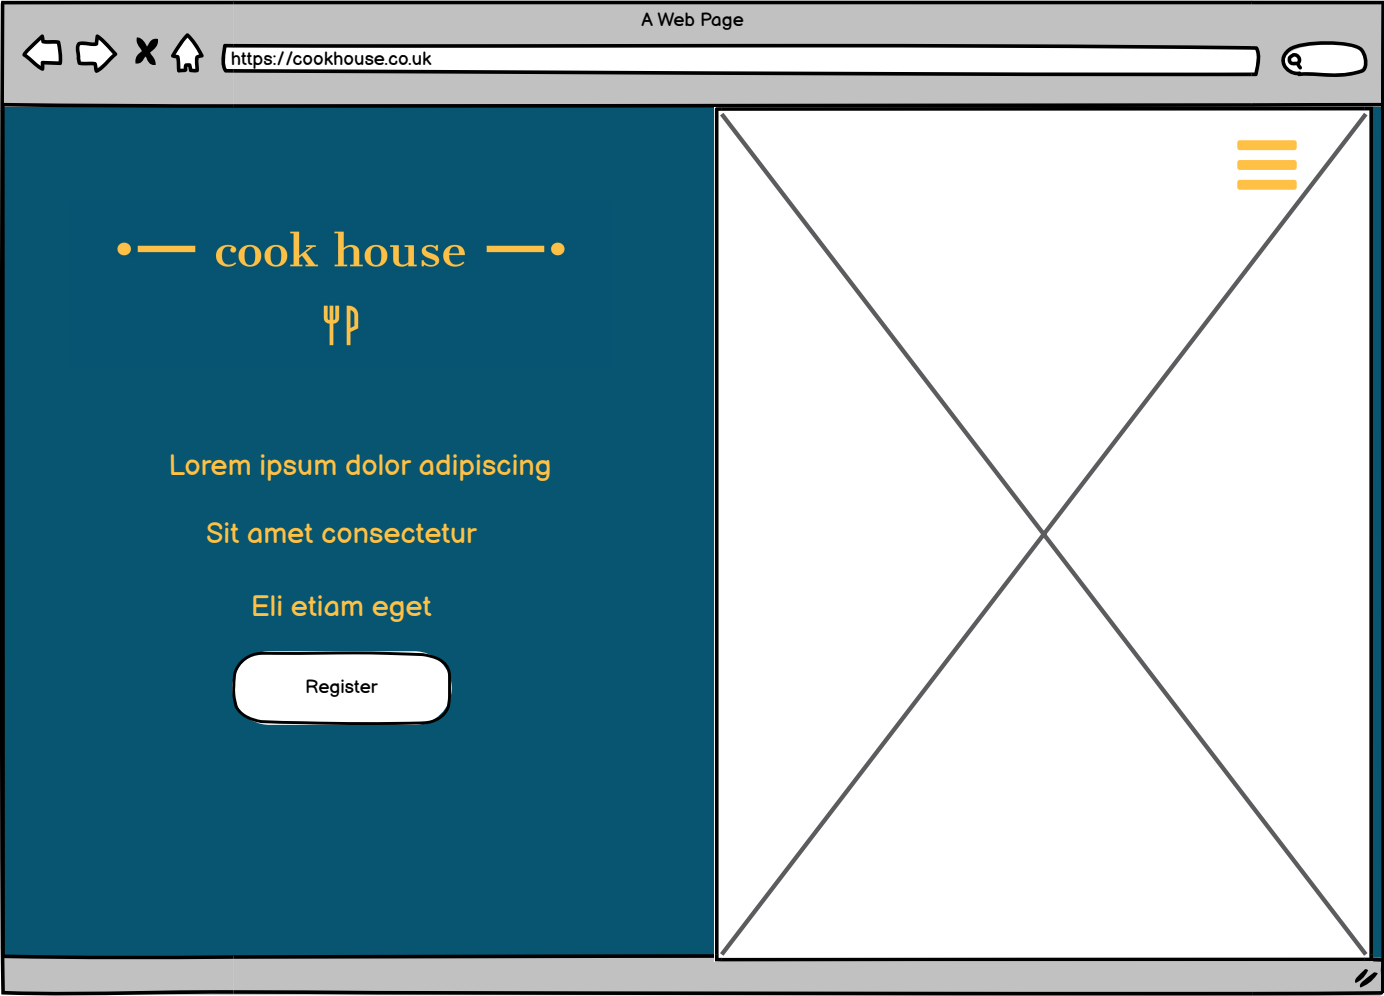 A Web Page
https://cookhouse.co.uk
cook house
Lorem ipsum dolor adipiscing
Sit amet consectetur
Eli etiam eget
Register